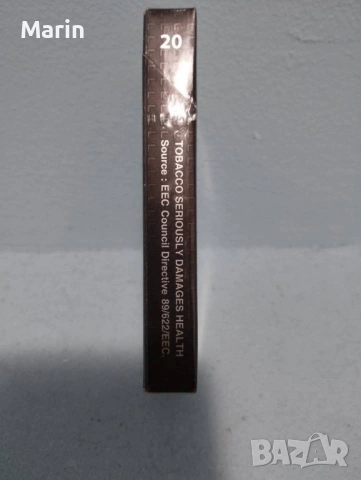 Marin
20
TOBACCO SERIOUSLY DAMAGES HEALTH
Source : EEC Council Directive 89/622/EEC.
BAZAR